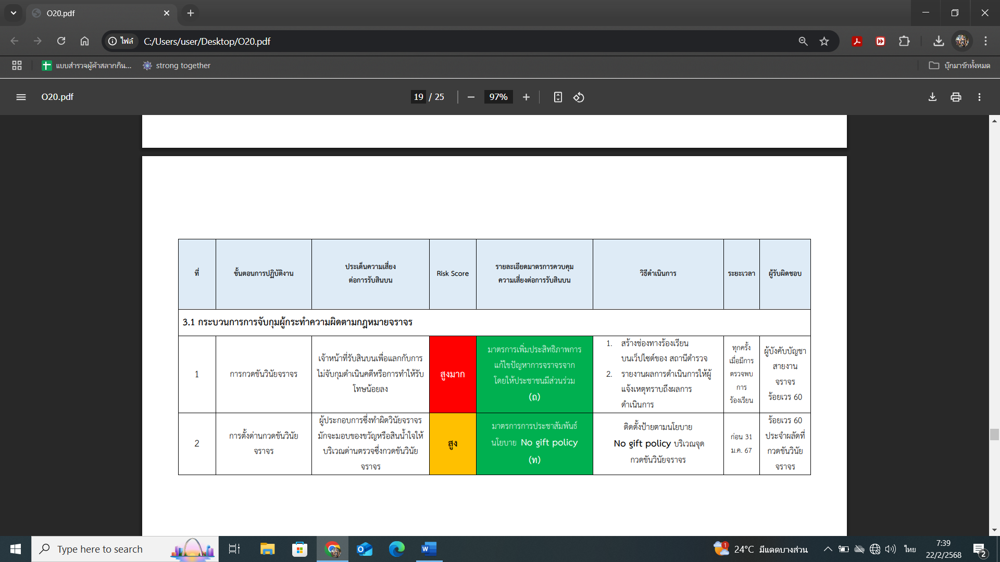 O20.pdf
ไฟล์
C:/Users/user/Desktop/O20.pdf
แบบสำรวจผู้ค้าสลากกิน...
strong together
บุ๊กมาร์กทั้งหมด
O20.pdf
19 / 25
97%
ที่
ขั้นตอนการปฏิบัติงาน
ประเด็นความเสี่ยง
ต่อการรับสินบน
Risk Score
รายละเอียดมาตรการควบคุม
ความเสี่ยงต่อการรับสินบน
วิธีดำเนินการ
ระยะเวลา
ผู้รับผิดชอบ
3.1 กระบวนการการจับกุมผู้กระทำความผิดตามกฎหมายจราจร
1
การกวดขันวินัยจราจร
เจ้าหน้าที่รับสินบนเพื่อแลกกับการ
ไม่จับกุมดำเนินคดีหรือการทำให้รับ
โทษน้อยลง
สูงมาก
มาตรการเพิ่มประสิทธิภาพการ
แก้ไขปัญหาการจราจรจาก
โดยให้ประชาชนมีส่วนร่วม
(ถ)
1. สร้างช่องทางร้องเรียน
บนเว็ปไซต์ของ สถานีตำรวจ
2. รายงานผลการดำเนินการให้ผู้
แจ้งเหตุทราบถึงผลการ
ดำเนินการ
ทุกครั้ง
เมื่อมีการ
ตรวจพบ
การ
ร้องเรียน
ผู้บังคับบัญชา
สายงาน
จราจร
ร้อยเวร 60
2
การตั้งด่านกวดขันวินัย
จราจร
ผู้ประกอบการซึ่งทำผิดวินัยจราจร
มักจะมอบของขวัญหรือสินน้ำใจให้
บริเวณด่านตรวจซึ่งกวดขันวินัย
จราจร
สูง
มาตรการการประชาสัมพันธ์
นโยบาย No gift policy
(ท)
ติดตั้งป้ายตามนโยบาย
No gift policy บริเวณจุด
กวดขันวินัยจราจร
ก่อน 31
ม.ค. 67
ร้อยเวร 60
ประจำผลัดที่
กวดขันวินัย
จราจร
Type here to search
1
24°C มีแดดบางส่วน
ไทย
7:39
22/2/2568
2